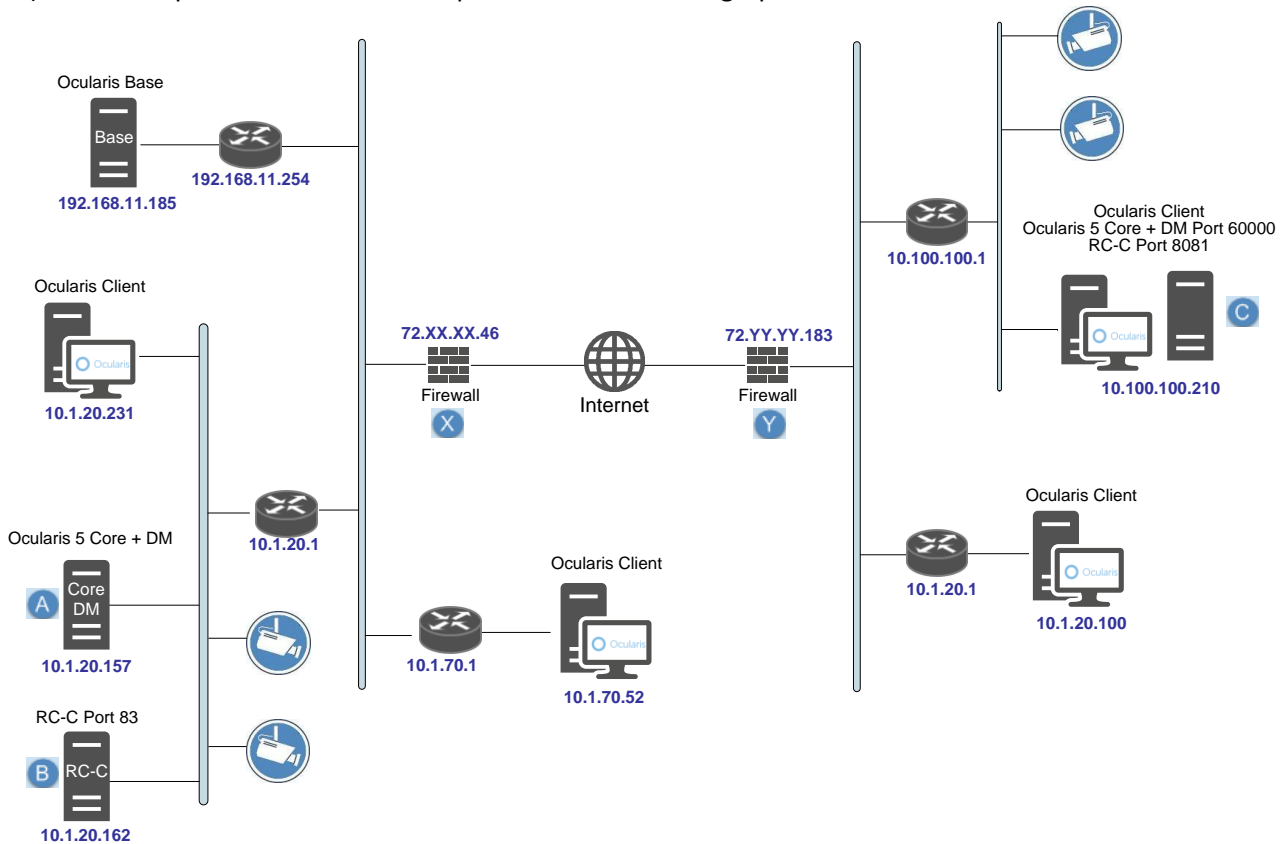 Ocularis Base
Base
192.168.11.185
192.168.11.254
Ocularis Client
Ocularis
10.1.20.231
10.1.20.1
Ocularis 5 Core + DM
A
Core
DM
10.1.20.157
RC-C Port 83
B
RC-C
10.1.20.162
72.XX.XX.46
Firewall
X
Internet
72.YY.YY.183
Firewall
Y
10.1.70.1
Ocularis Client
Ocularis
10.1.70.52
10.100.100.1
Ocularis Client
Ocularis 5 Core + DM Port 60000
RC-C Port 8081
C
Ocularis
10.100.100.210
10.1.20.1
Ocularis Client
Ocularis
10.1.20.100